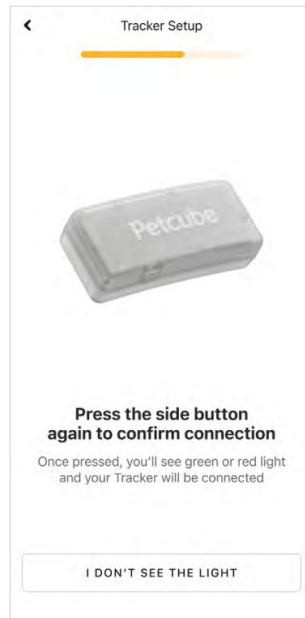 Tracker Setup
Petcube
Press the side button
again to confirm connection
Once pressed, you'll see green or red light
and your Tracker will be connected
I DON'T SEE THE LIGHT